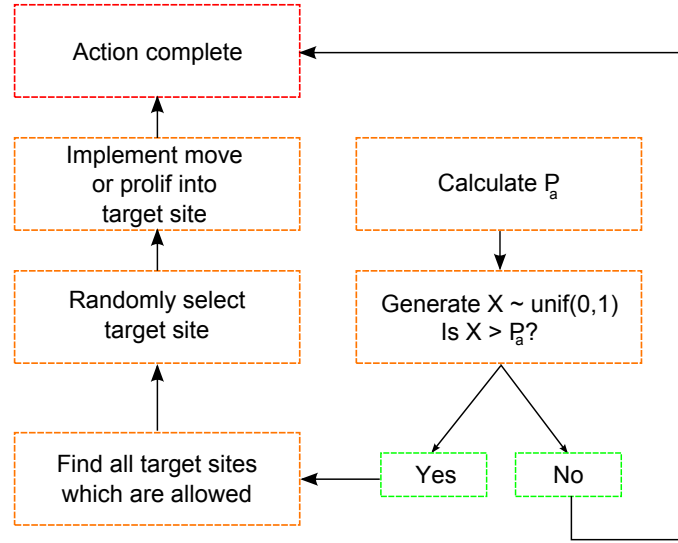 Action complete
Implement move
or prolif into
target site
Calculate Pa
Randomly select
target site
Generate X ~ unif(0,1)
Is X > Pa?
Find all target sites
which are allowed
Yes
No